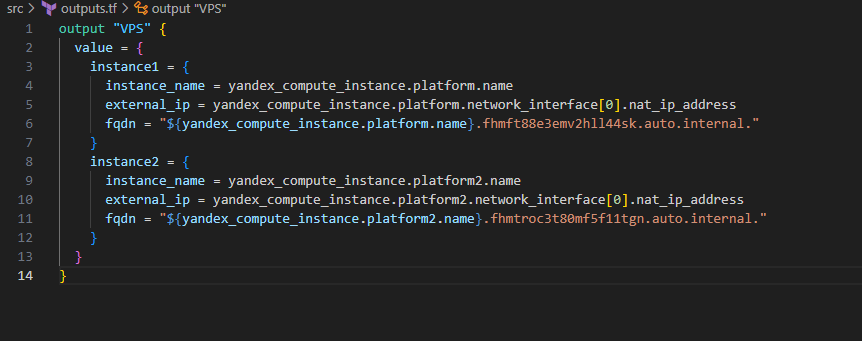 src > outputs.tf > output "VPS"
1 output "VPS" {
2 value = {
3 instance1 = {
4 instance_name = yandex_compute_instance.platform.name
5 external_ip = yandex_compute_instance.platform.network_interface[0].nat_ip_address
6 fqdn = "${yandex_compute_instance.platform.name}.fhmft88e3emv2hll44sk.auto.internal."
7 }
8 instance2 = {
9 instance_name = yandex_compute_instance.platform2.name
10 external_ip = yandex_compute_instance.platform2.network_interface[0].nat_ip_address
11 fqdn = "${yandex_compute_instance.platform2.name}.fhmtroc3t80mf5f11tgn.auto.internal."
12 }
13 }
14 }